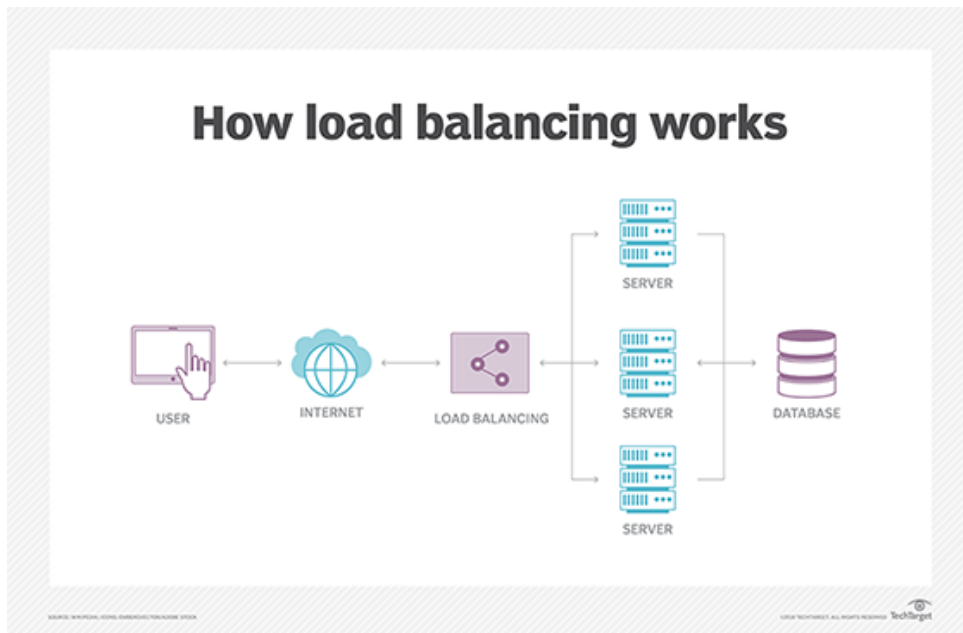 How load balancing works
SERVER
USER
INTERNET
LOAD BALANCING
SERVER
DATABASE
SERVER
TechTarget